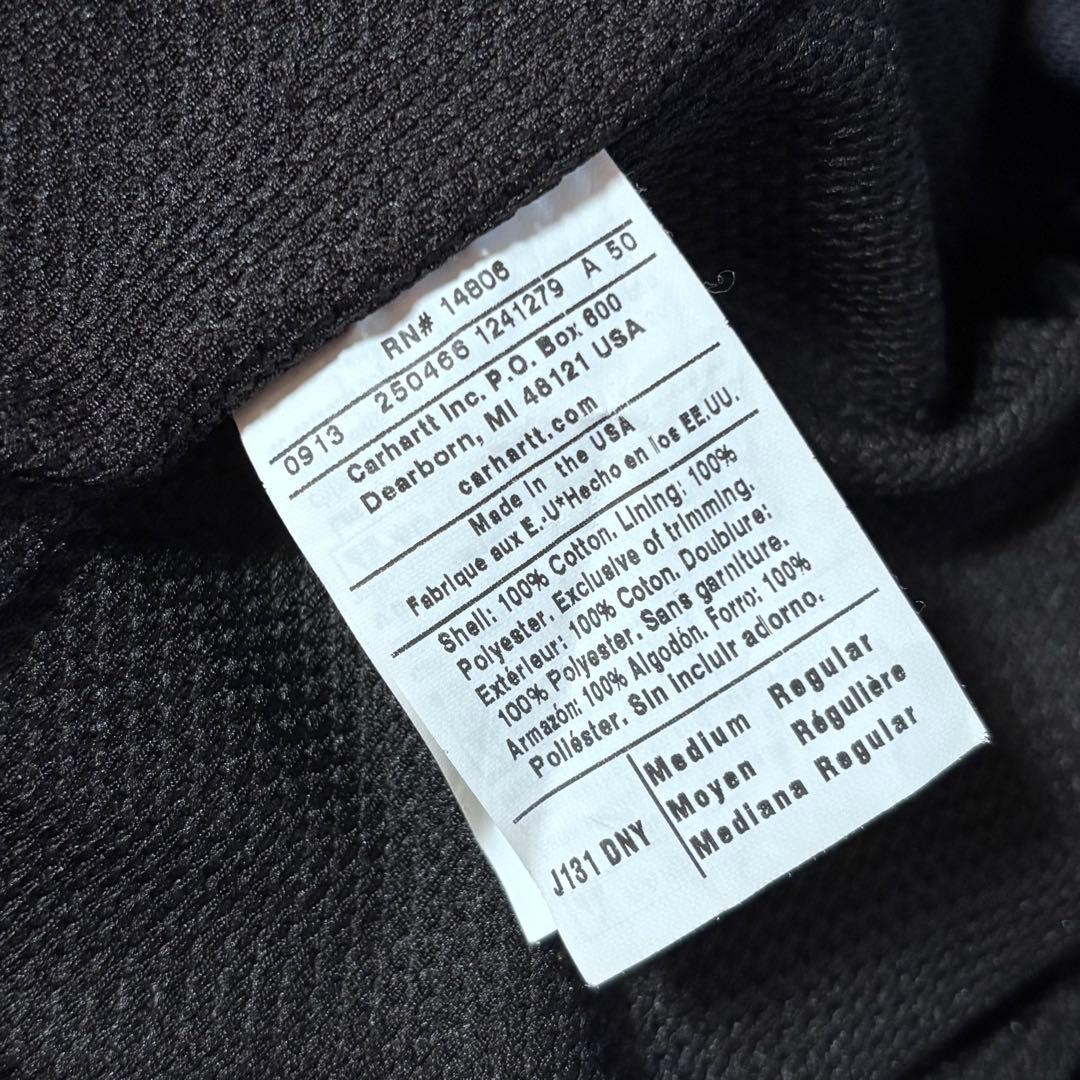 RN# 14806
0913 250466 1241279 A 50
Carhartt Inc. P.O. Box 600
Dearborn, MI 48121 USA
carhartt.com
Made in the USA
Fabrique aux E.-U*Hecho en los EE.UU.
Shell: 100% Cotton. Lining: 100%
Polyester. Exclusive of trimming.
Extérieur: 100% Coton. Doublure:
100% Polyester. Sans garniture.
Armazón: 100% Algodón. Forro: 100%
Poliéster. Sin incluir adorno.
J131 DNY
Medium Regular
Moyen Régulière
Mediana Regular